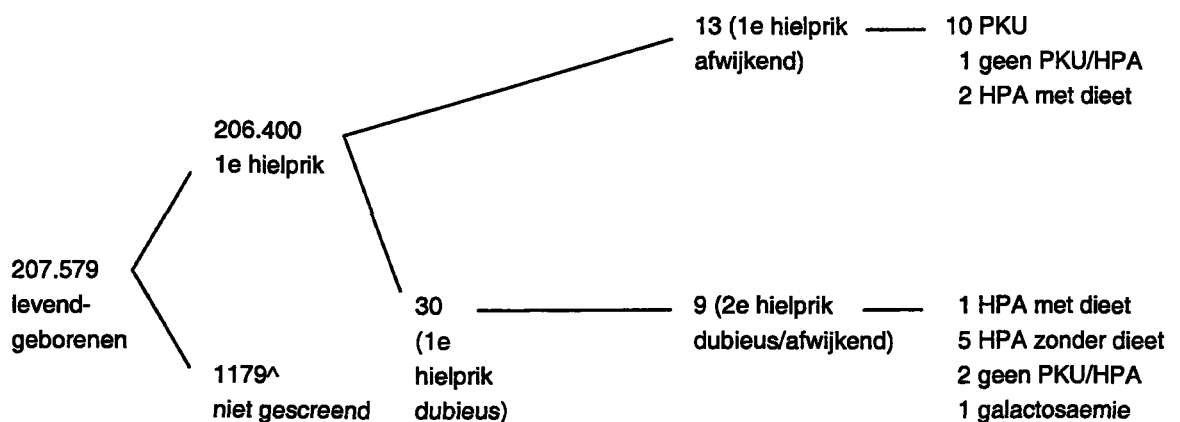 207.579
levend-
geborenen
206.400
1e hielprik
1179^
niet gescreend
13 (1e hielprik
afwijkend)
10 PKU
1 geen PKU/HPA
2 HPA met dieet
30
(1e
hielprik
dubieus)
9 (2e hielprik
dubieus/afwijkend)
1 HPA met dieet
5 HPA zonder dieet
2 geen PKU/HPA
1 galactosaemie